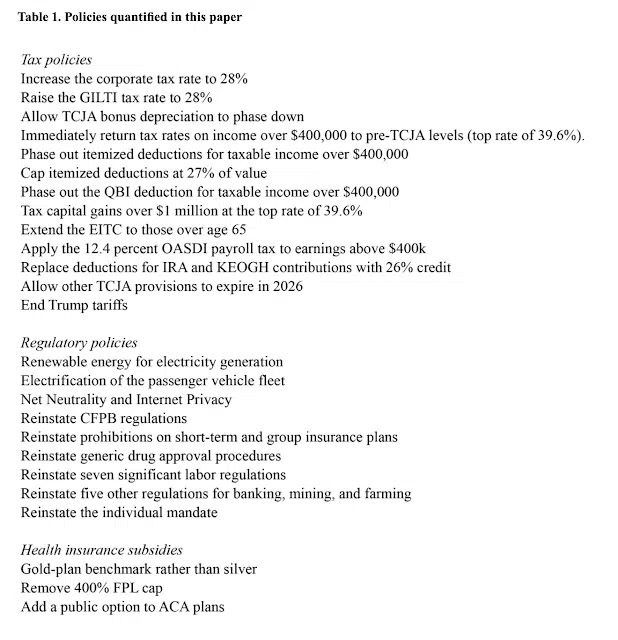 Table 1. Policies quantified in this paper
Tax policies
Increase the corporate tax rate to 28%
Raise the GILTI tax rate to 28%
Allow TCJA bonus depreciation to phase down
Immediately return tax rates on income over $400,000 to pre-TCJA levels (top rate of 39.6%).
Phase out itemized deductions for taxable income over $400,000
Cap itemized deductions at 27% of value
Phase out the QBI deduction for taxable income over $400,000
Tax capital gains over $1 million at the top rate of 39.6%
Extend the EITC to those over age 65
Apply the 12.4 percent OASDI payroll tax to earnings above $400k
Replace deductions for IRA and KEOGH contributions with 26% credit
Allow other TCJA provisions to expire in 2026
End Trump tariffs
Regulatory policies
Renewable energy for electricity generation
Electrification of the passenger vehicle fleet
Net Neutrality and Internet Privacy
Reinstate CFPB regulations
Reinstate prohibitions on short-term and group insurance plans
Reinstate generic drug approval procedures
Reinstate seven significant labor regulations
Reinstate five other regulations for banking, mining, and farming
Reinstate the individual mandate
Health insurance subsidies
Gold-plan benchmark rather than silver
Remove 400% FPL cap
Add a public option to ACA plans